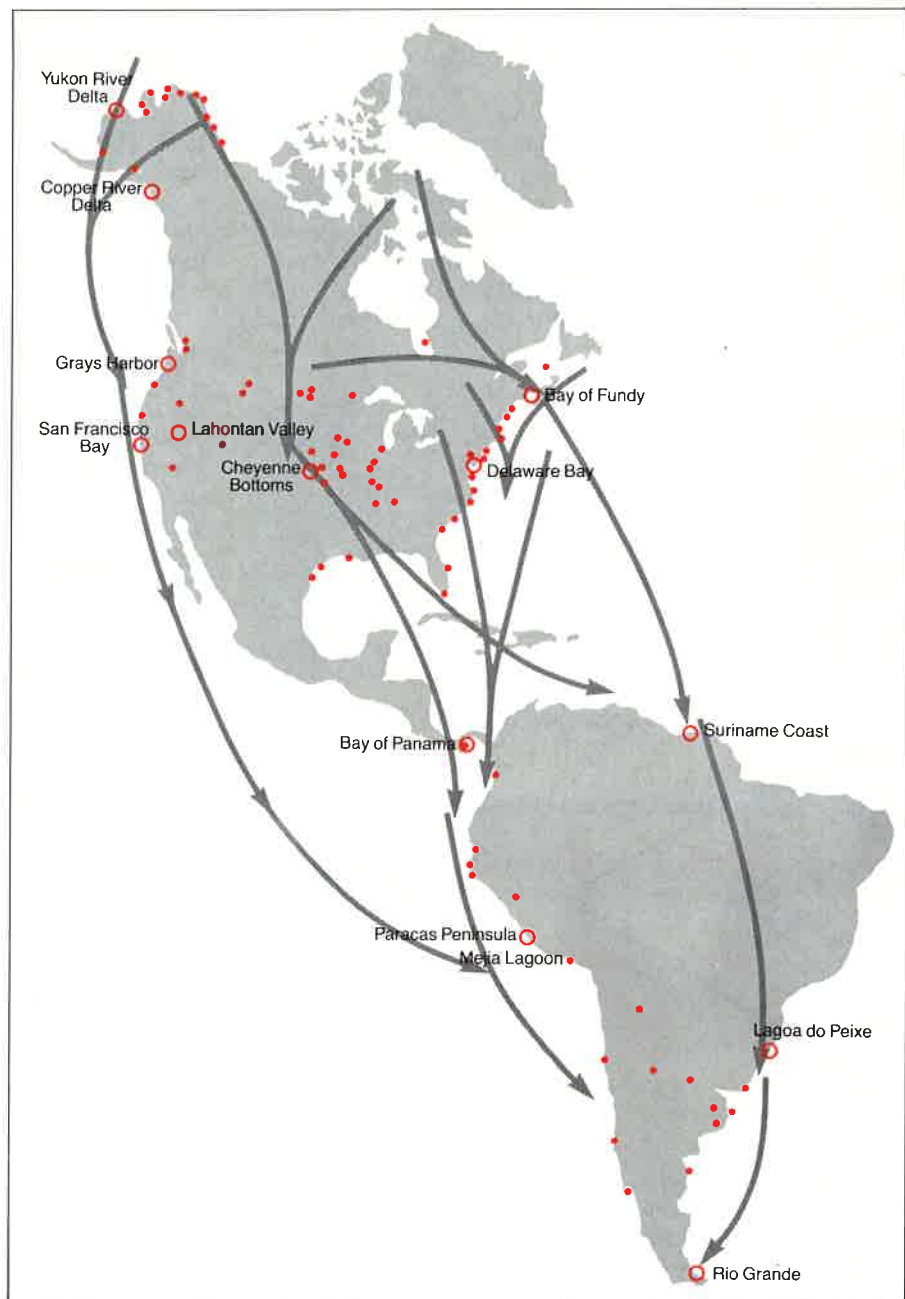 Yukon River
Delta
Copper River
Delta
Grays Harbor
Bay of Fundy
San Francisco
Bay
Lahontan Valley
Cheyenne
Bottoms
Delaware Bay
Bay of Panama
Suriname Coast
Paracas Peninsula
Mejia Lagoon
Lagoa do Peixe
Rio Grande